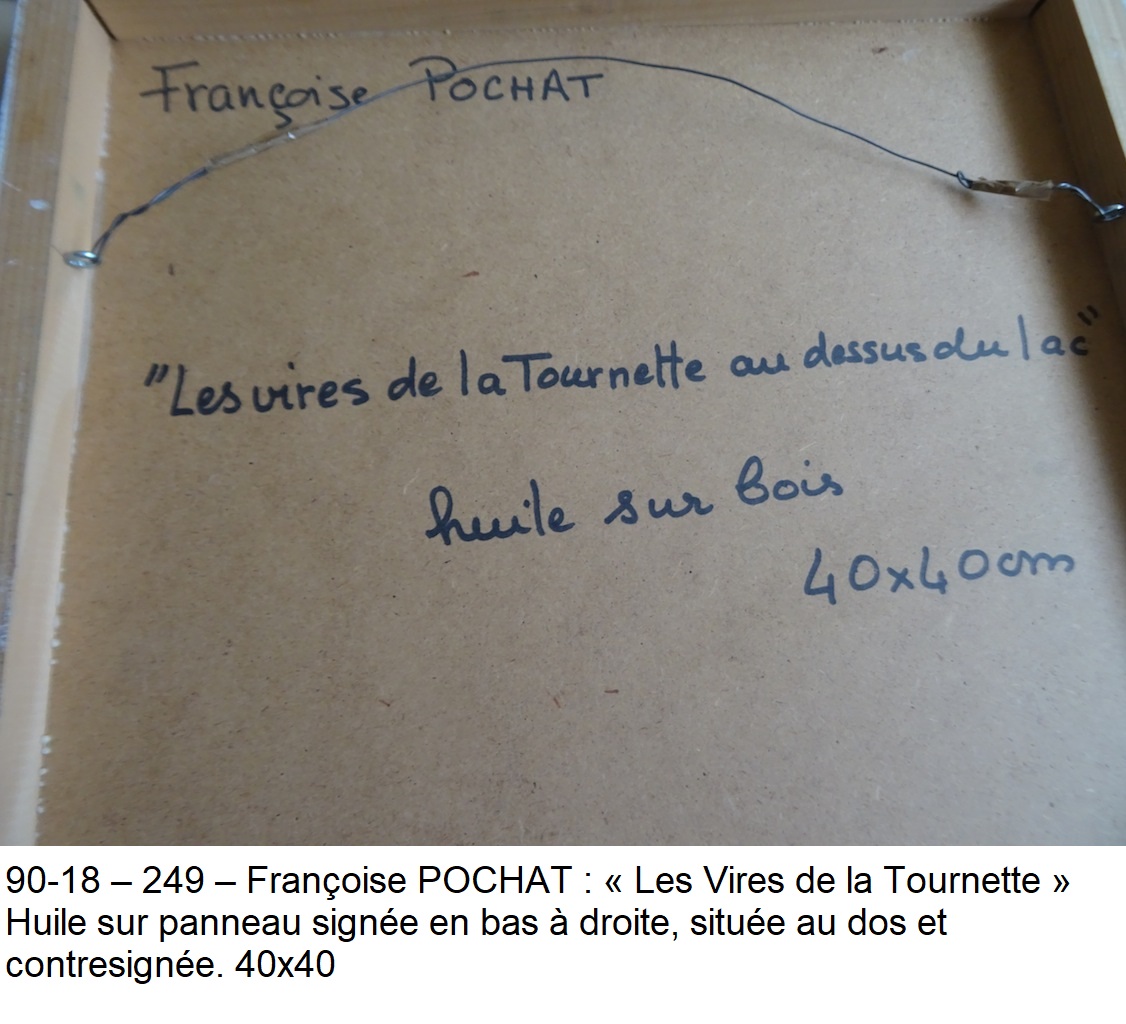 Françoise POCHAT
"Les vires de la Tournette au dessus du lac"
huile sur bois
40x40cm
90-18 – 249 – Françoise POCHAT : « Les Vires de la Tournette »
Huile sur panneau signée en bas à droite, située au dos et
contresignée. 40x40